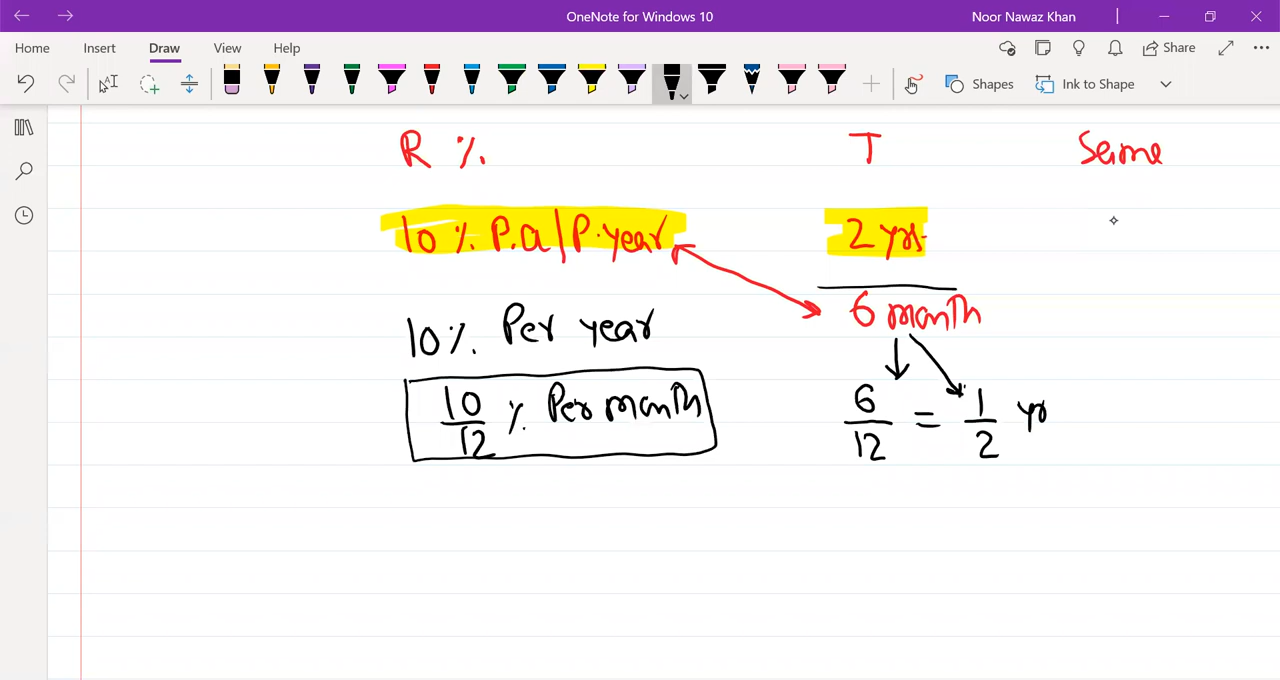 OneNote for Windows 10
Noor Nawaz Khan
Home Insert Draw View Help
Share
Shapes
Ink to Shape
R % T Same
10 % P.a | P.year 2 yrs
6 month
10 % Per year
10/12 % Per month
6/12 = 1/2 yr